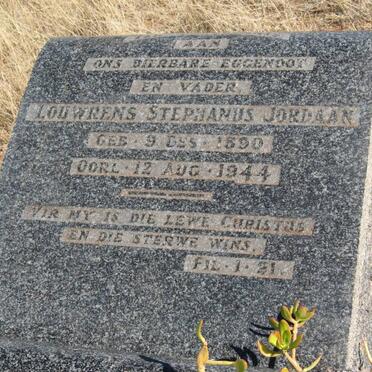 AAN
ONS DIERBARE EGGENOOT
EN VADER
LOUWRENS STEPHANUS JORDAAN
GEB · 9 DES · 1890
OORL · 12 AUG · 1944
VIR MY IS DIE LEWE CHRISTUS
EN DIE STERWE WINS.
FIL · 1 · 21 ·